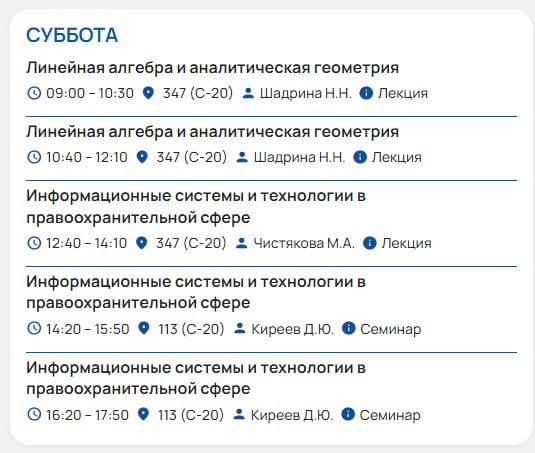 СУББОТА
Линейная алгебра и аналитическая геометрия
09:00 – 10:30 347 (С-20) Шадрина Н.Н. Лекция
Линейная алгебра и аналитическая геометрия
10:40 – 12:10 347 (С-20) Шадрина Н.Н. Лекция
Информационные системы и технологии в
правоохранительной сфере
12:40 – 14:10 347 (С-20) Чистякова М.А. Лекция
Информационные системы и технологии в
правоохранительной сфере
14:20 – 15:50 113 (С-20) Киреев Д.Ю. Семинар
Информационные системы и технологии в
правоохранительной сфере
16:20 – 17:50 113 (С-20) Киреев Д.Ю. Семинар